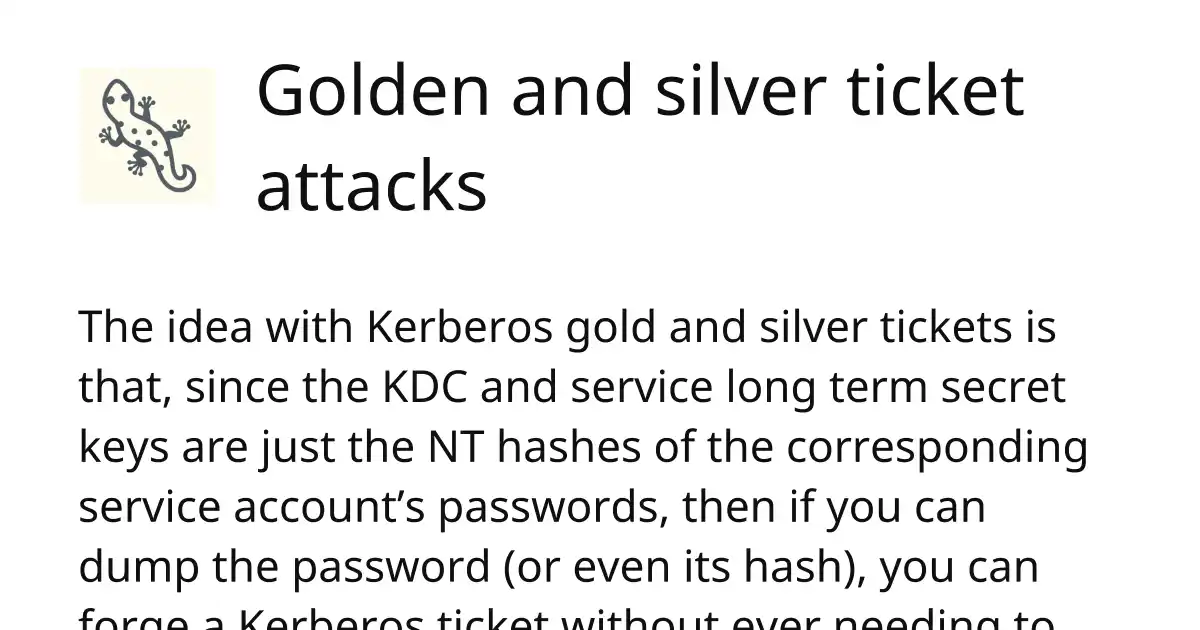 Golden and silver ticket
attacks
The idea with Kerberos gold and silver tickets is
that, since the KDC and service long term secret
keys are just the NT hashes of the corresponding
service account’s passwords, then if you can
dump the password (or even its hash), you can
forge a Kerberos ticket without ever needing to